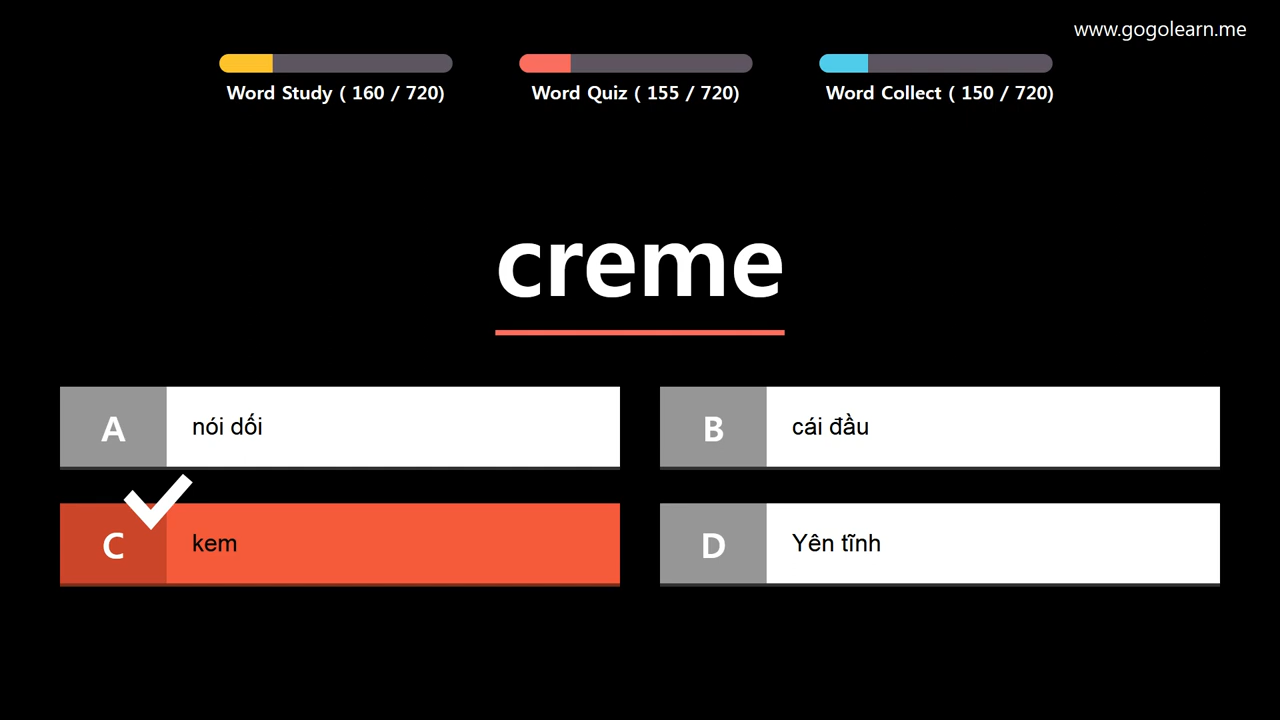 www.gogolearn.me
Word Study ( 160 / 720)
Word Quiz ( 155 / 720)
Word Collect ( 150 / 720)
creme
A
nói dối
B
cái đầu
C
kem
D
Yên tĩnh